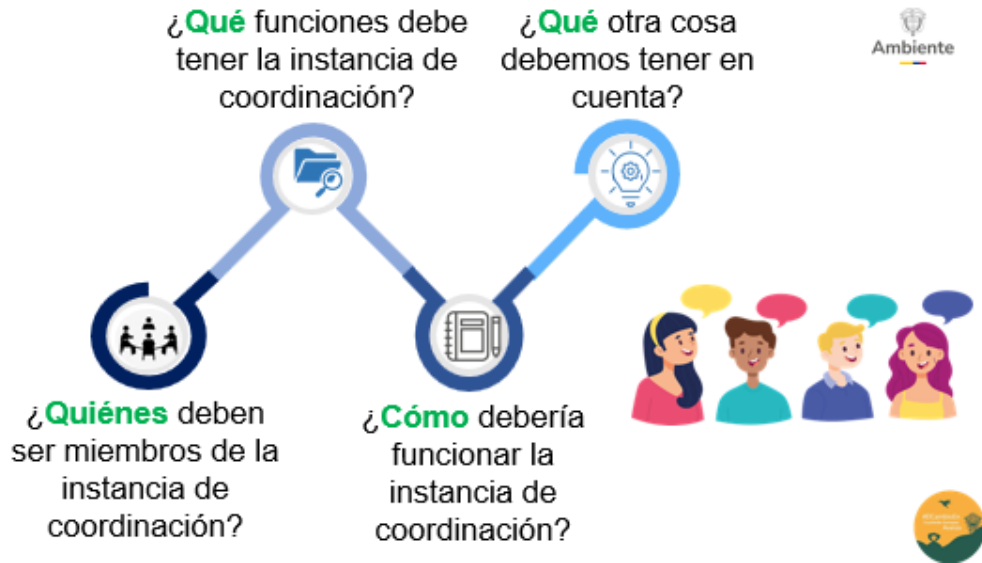 ¿Qué funciones debe
tener la instancia de
coordinación?
¿Qué otra cosa
debemos tener en
cuenta?
Ambiente
¿Quiénes deben
ser miembros de la
instancia de
coordinación?
¿Cómo debería
funcionar la
instancia de
coordinación?